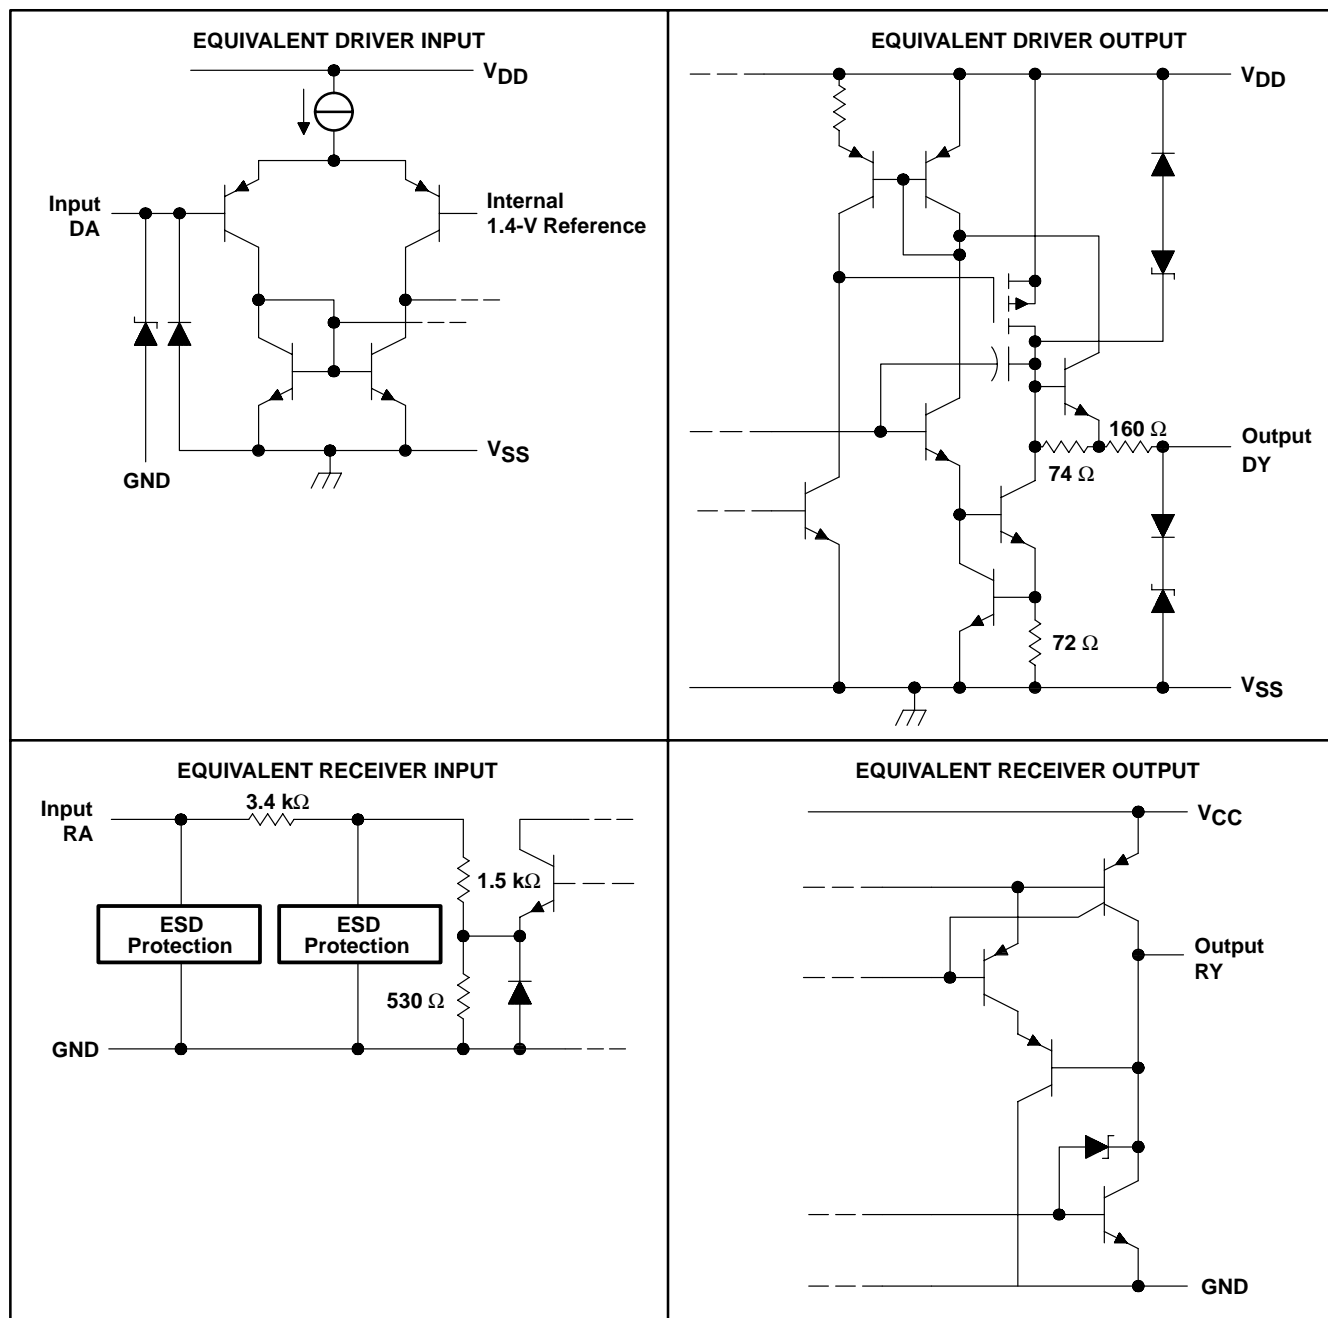 EQUIVALENT DRIVER INPUT
VDD
Input
DA
Internal
1.4-V Reference
VSS
GND
EQUIVALENT DRIVER OUTPUT
VDD
160 Ω
Output
DY
74 Ω
72 Ω
VSS
EQUIVALENT RECEIVER INPUT
Input
RA
3.4 kΩ
1.5 kΩ
ESD
Protection
ESD
Protection
530 Ω
GND
EQUIVALENT RECEIVER OUTPUT
VCC
Output
RY
GND